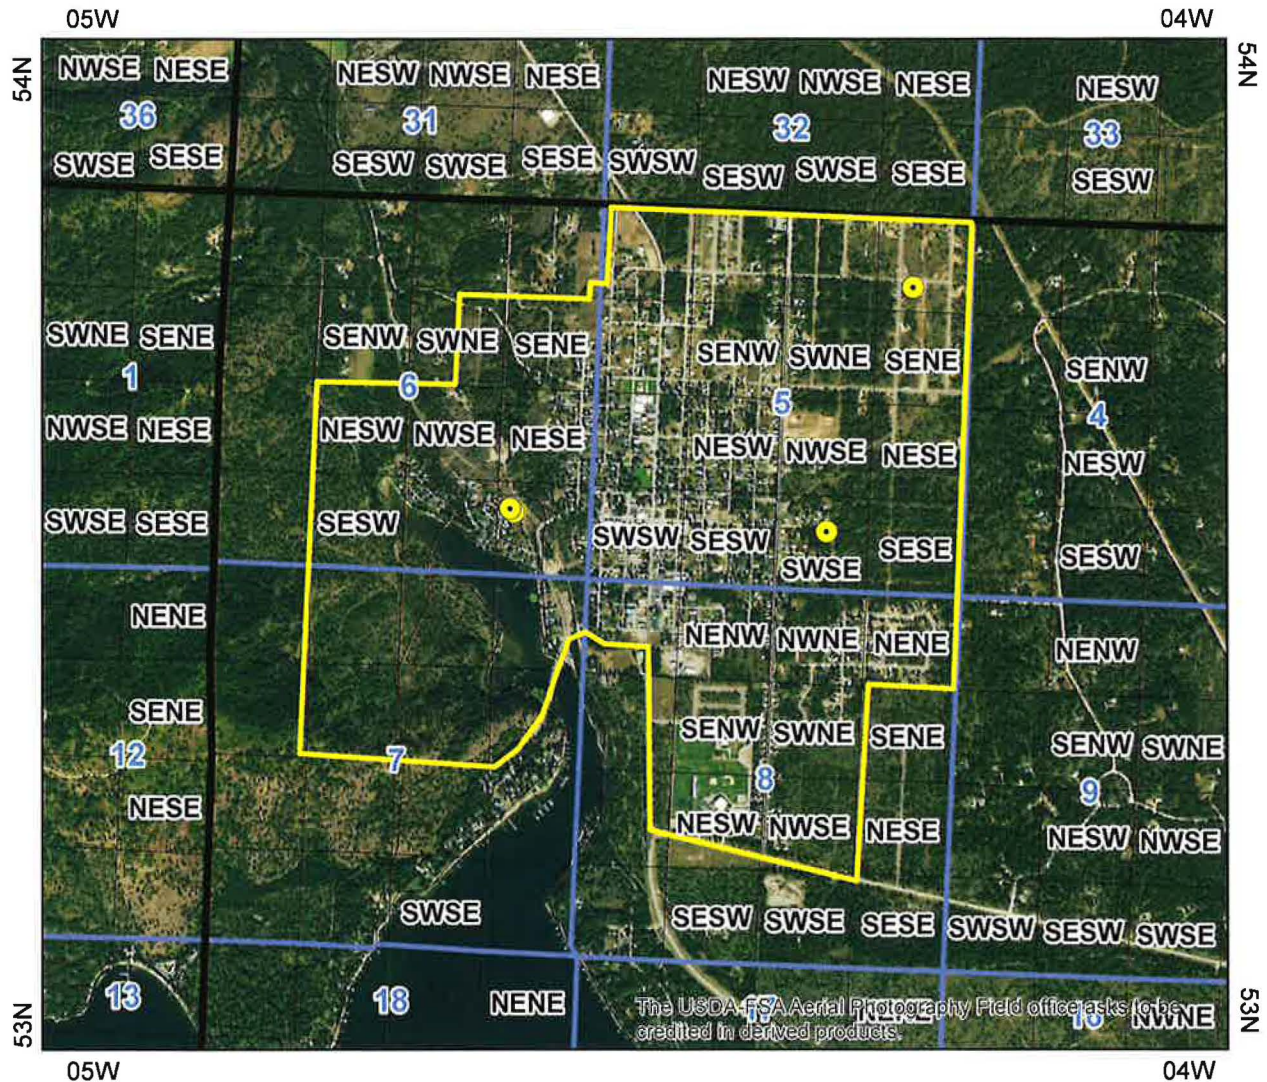 05W 04W
54N 54N
NWSE NESE NESW NWSE NESE NESW NWSE NESE NESW
36 31 32 33
SWSE SESE SESW SWSE SESE SWSW SESW SWSE SESE SESW
SWNE SENE SENW SWNE SENE SENW SWNE SENE SENW
1 6 5 4
NWSE NESE NESW NWSE NESE NESW NWSE NESE NESW
SWSE SESE SESW SWSW SESW SWSE SESE SESW
NENE NENW NWNE NENE NENW
SENE SENW SWNE SENE SENW SWNE
12 7 8 9
NESE NESW NWSE NESE NESW NWSE
SWSE SESW SWSE SESE SWSW SESW SWSE
13 18 NENE 17 16 NWNE
The USDA-FSA Aerial Photography Field office asks to be
credited in derived products.
53N 53N
05W 04W